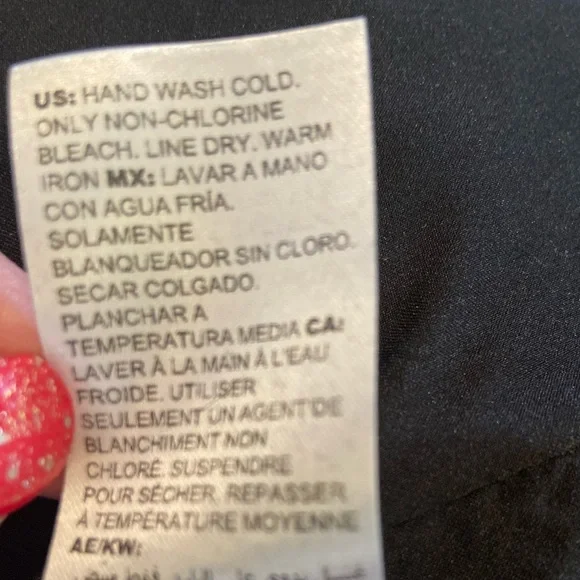 US: HAND WASH COLD.
ONLY NON-CHLORINE
BLEACH. LINE DRY. WARM
IRON MX: LAVAR A MANO
CON AGUA FRÍA.
SOLAMENTE
BLANQUEADOR SIN CLORO.
SECAR COLGADO.
PLANCHAR A
TEMPERATURA MEDIA CA:
LAVER À LA MAIN À L'EAU
FROIDE. UTILISER
SEULEMENT UN AGENT DE
BLANCHIMENT NON
CHLORÉ. SUSPENDRE
POUR SÉCHER. REPASSER
À TEMPÉRATURE MOYENNE
AE/KW: